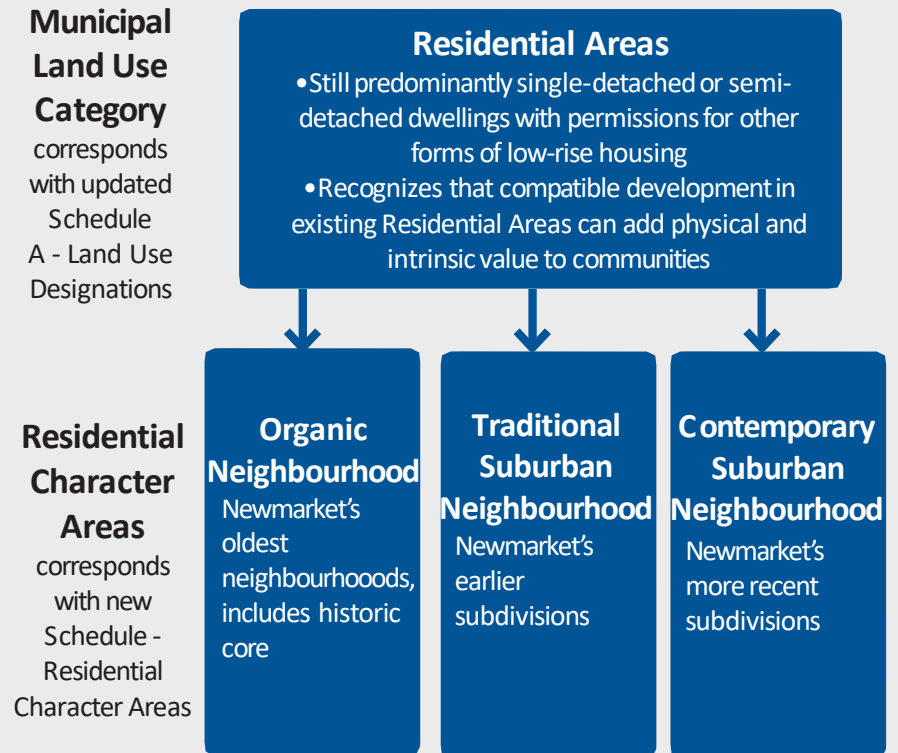 Municipal
Land Use
Category
corresponds
with updated
Schedule
A - Land Use
Designations
Residential Areas
•Still predominantly single-detached or semi-
detached dwellings with permissions for other
forms of low-rise housing
•Recognizes that compatible development in
existing Residential Areas can add physical and
intrinsic value to communities
Residential
Character
Areas
corresponds
with new
Schedule -
Residential
Character Areas
Organic
Neighbourhood
Newmarket's
oldest
neighbourhooods,
includes historic
core
Traditional
Suburban
Neighbourhood
Newmarket's
earlier
subdivisions
Contemporary
Suburban
Neighbourhood
Newmarket's
more recent
subdivisions